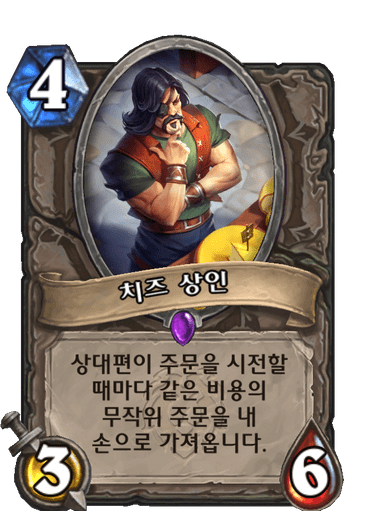 4
치즈 상인
상대편이 주문을 시전할
때마다 같은 비용의
무작위 주문을 내
손으로 가져옵니다.
3
6